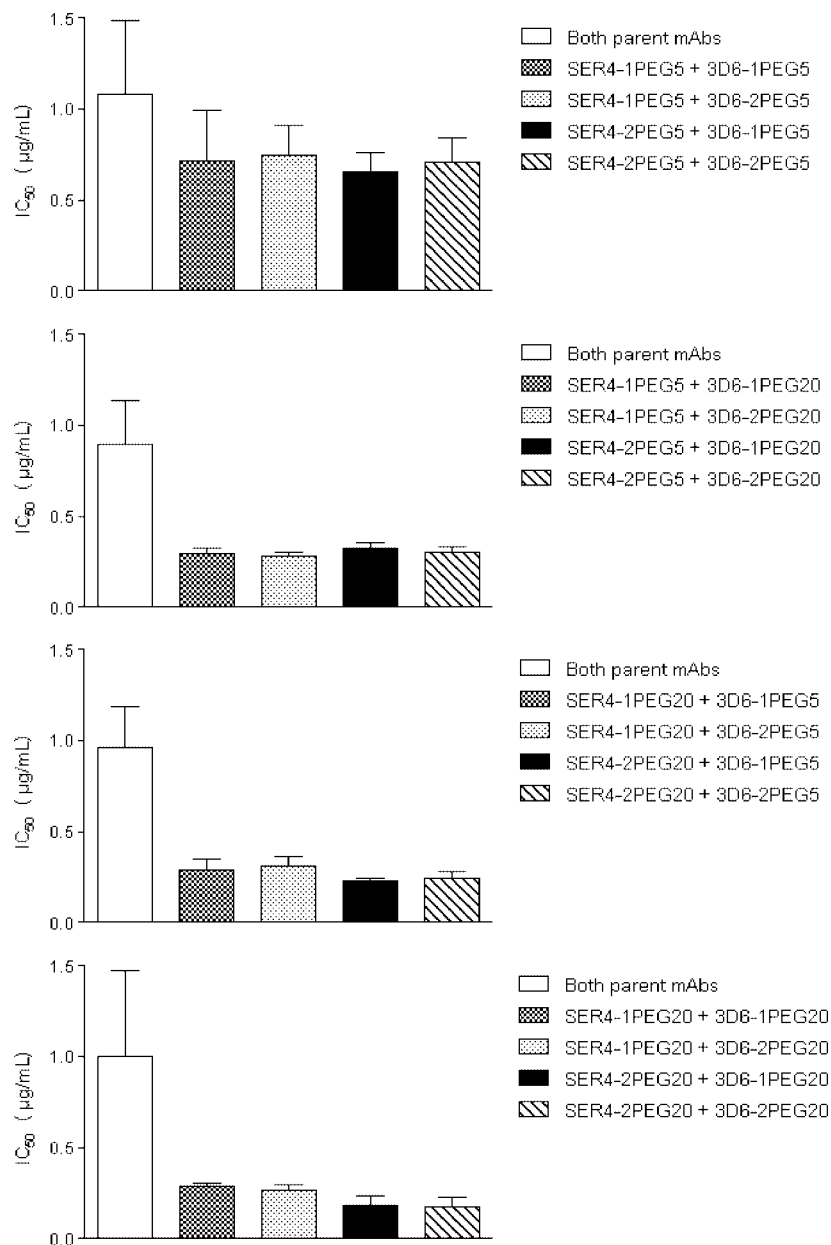 1.5
1.0
0.5
0.0
IC50 ( µg/mL)
Both parent mAbs
SER4-1PEG5 + 3D6-1PEG5
SER4-1PEG5 + 3D6-2PEG5
SER4-2PEG5 + 3D6-1PEG5
SER4-2PEG5 + 3D6-2PEG5
1.5
1.0
0.5
0.0
IC50 ( µg/mL)
Both parent mAbs
SER4-1PEG5 + 3D6-1PEG20
SER4-1PEG5 + 3D6-2PEG20
SER4-2PEG5 + 3D6-1PEG20
SER4-2PEG5 + 3D6-2PEG20
1.5
1.0
0.5
0.0
IC50 ( µg/mL)
Both parent mAbs
SER4-1PEG20 + 3D6-1PEG5
SER4-1PEG20 + 3D6-2PEG5
SER4-2PEG20 + 3D6-1PEG5
SER4-2PEG20 + 3D6-2PEG5
1.5
1.0
0.5
0.0
IC50 ( µg/mL)
Both parent mAbs
SER4-1PEG20 + 3D6-1PEG20
SER4-1PEG20 + 3D6-2PEG20
SER4-2PEG20 + 3D6-1PEG20
SER4-2PEG20 + 3D6-2PEG20